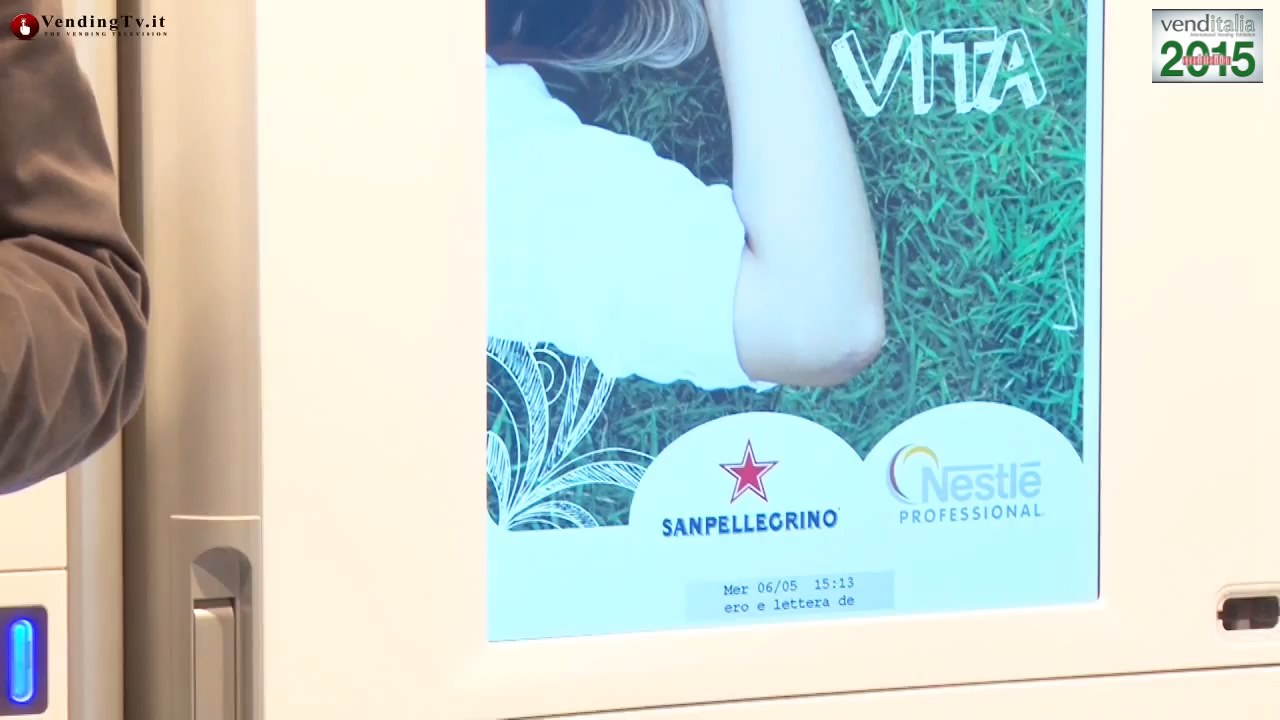 VendingTv.it
THE VENDING TELEVISION
venditalia
2015
VITA
SANPELLEGRINO
Nestlé
PROFESSIONAL
Mer 06/05 15:13
ero e lettera de